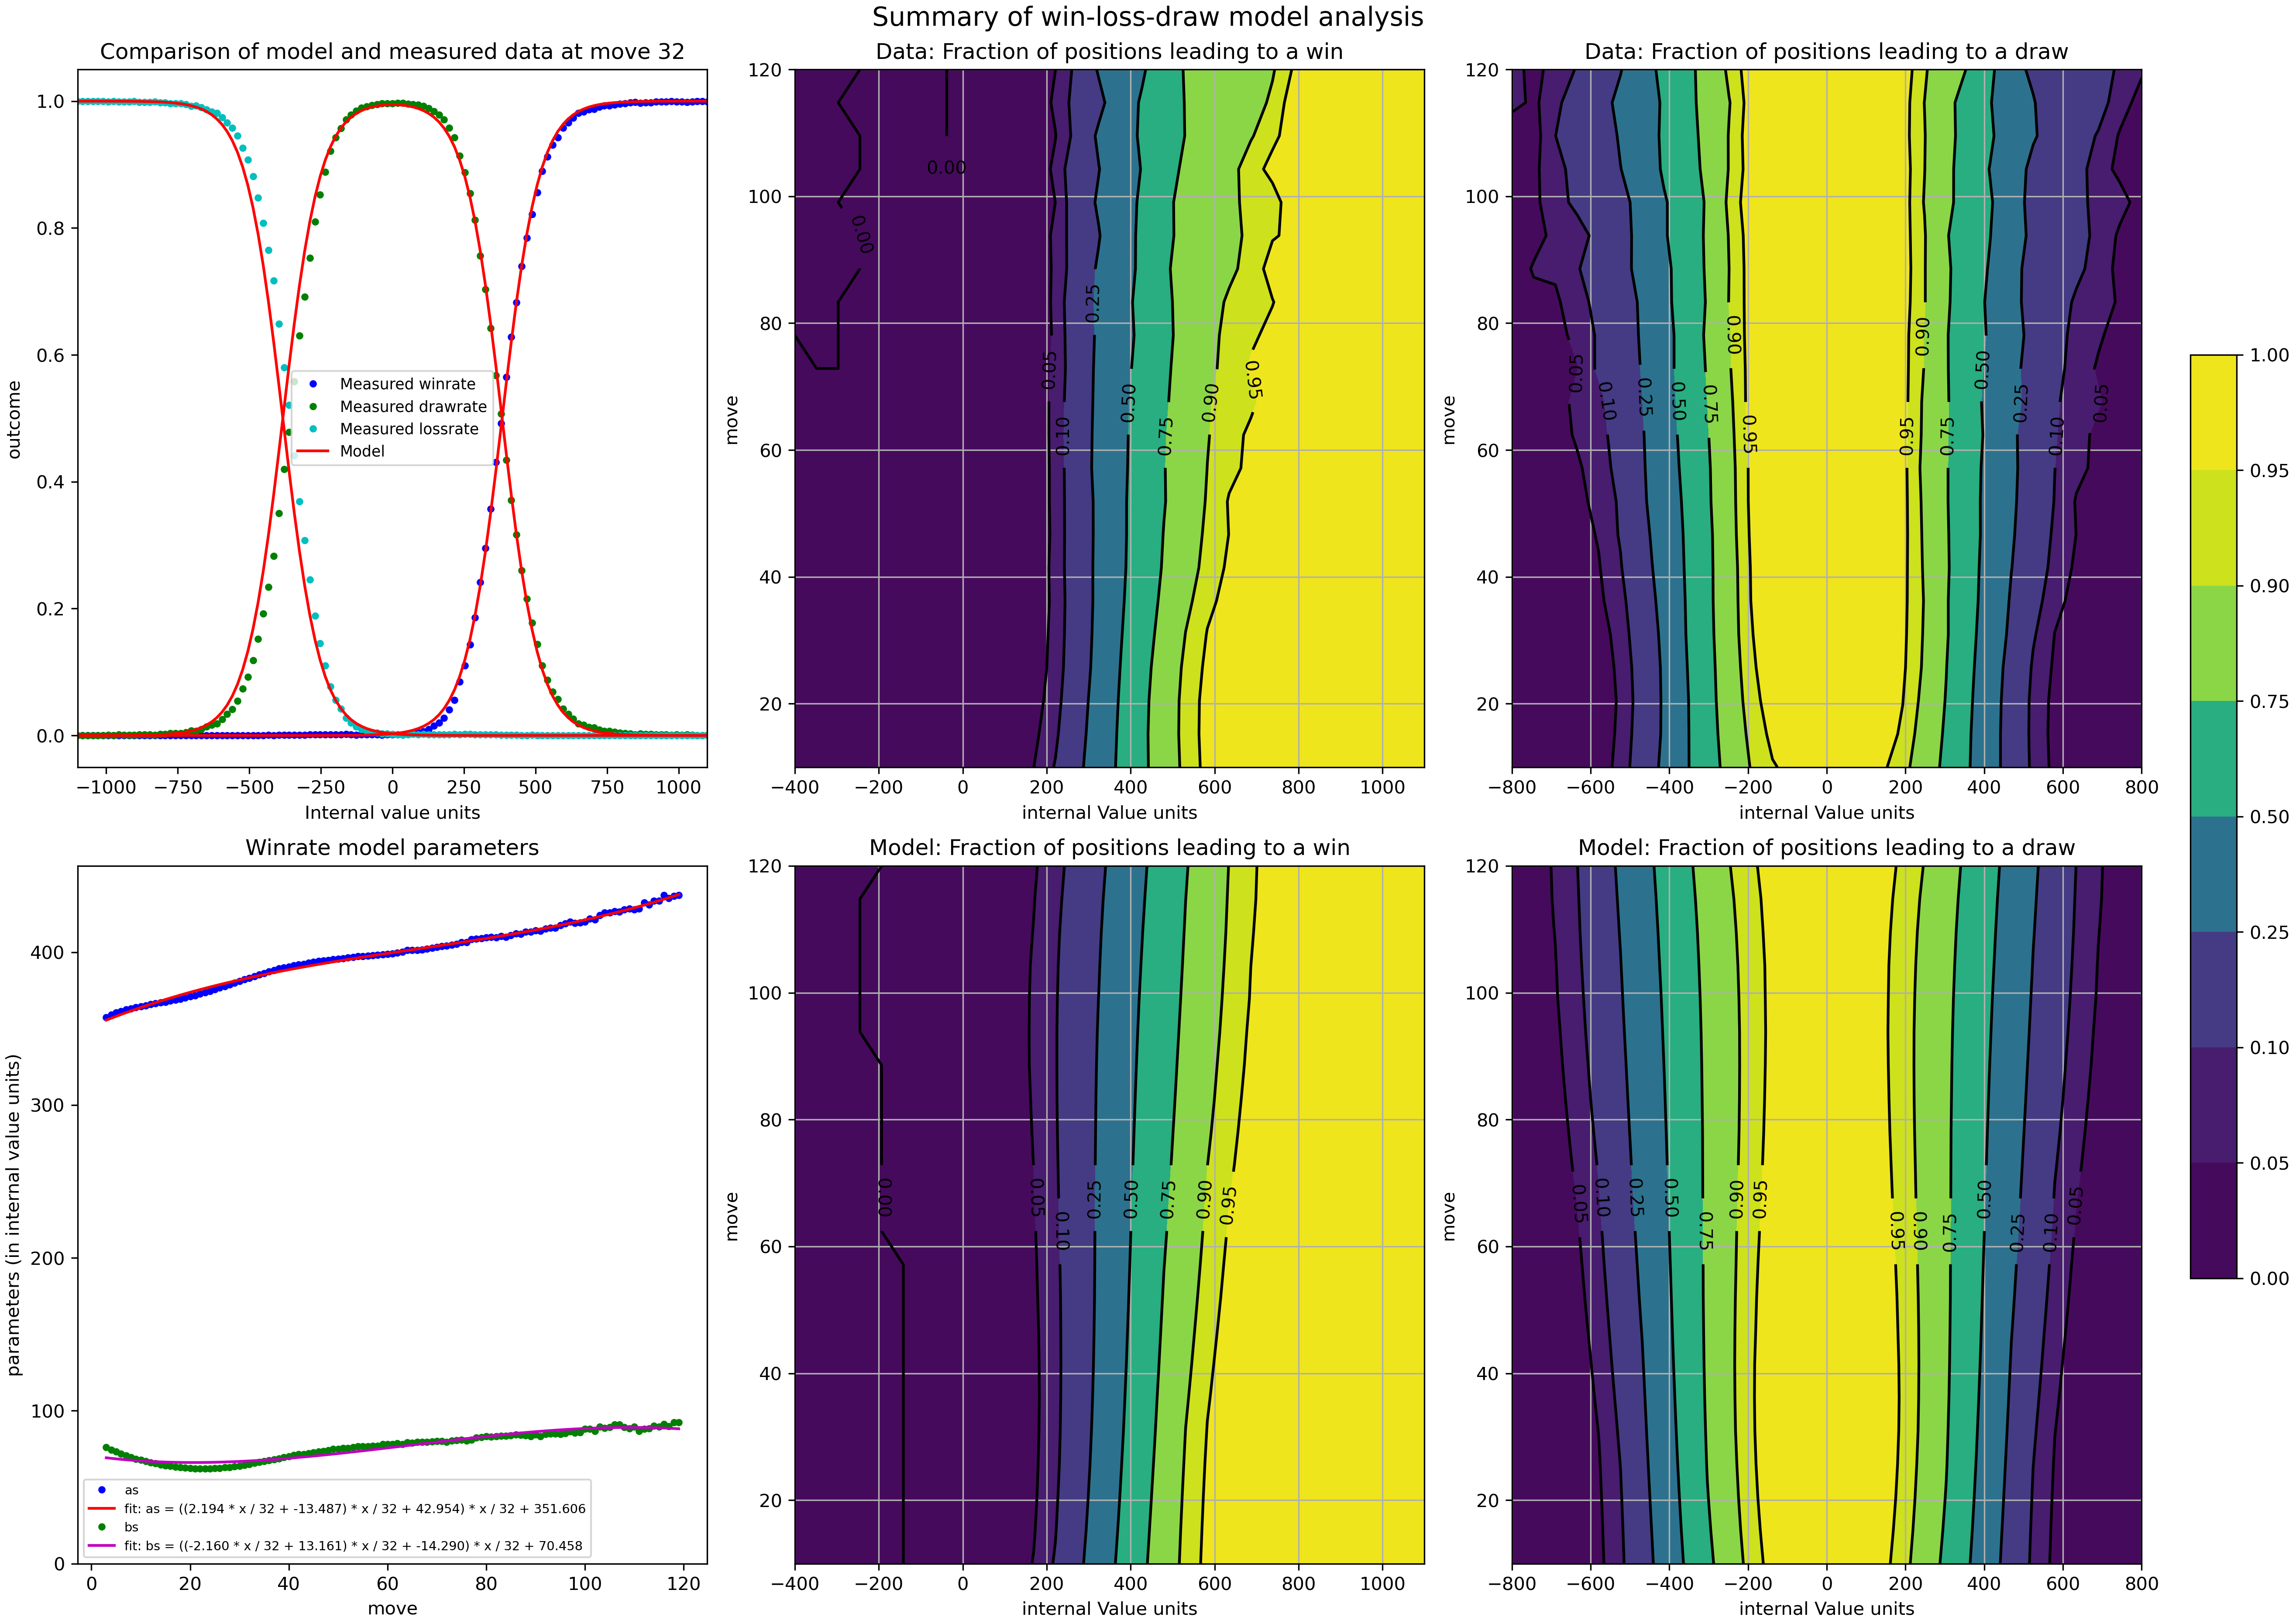 Summary of win-loss-draw model analysis
Comparison of model and measured data at move 32
outcome
1.0
0.8
0.6
0.4
0.2
0.0
Measured winrate
Measured drawrate
Measured lossrate
Model
−1000 −750 −500 −250 0 250 500 750 1000
Internal value units
Data: Fraction of positions leading to a win
move
120
100
80
60
40
20
0.00
0.00
0.05
0.10
0.25
0.50
0.75
0.90
0.95
−400 −200 0 200 400 600 800 1000
internal Value units
Data: Fraction of positions leading to a draw
move
120
100
80
60
40
20
0.05
0.10
0.25
0.50
0.75
0.90
0.95
0.95
0.90
0.75
0.50
0.25
0.10
0.05
−800 −600 −400 −200 0 200 400 600 800
internal Value units
Winrate model parameters
parameters (in internal value units)
400
300
200
100
0
as
fit: as = ((2.194 * x / 32 + -13.487) * x / 32 + 42.954) * x / 32 + 351.606
bs
fit: bs = ((-2.160 * x / 32 + 13.161) * x / 32 + -14.290) * x / 32 + 70.458
0 20 40 60 80 100 120
move
Model: Fraction of positions leading to a win
move
120
100
80
60
40
20
0.00
0.05
0.10
0.25
0.50
0.75
0.90
0.95
−400 −200 0 200 400 600 800 1000
internal Value units
Model: Fraction of positions leading to a draw
move
120
100
80
60
40
20
0.05
0.10
0.25
0.50
0.75
0.90
0.95
0.95
0.90
0.75
0.50
0.25
0.10
0.05
−800 −600 −400 −200 0 200 400 600 800
internal Value units
1.00
0.95
0.90
0.75
0.50
0.25
0.10
0.05
0.00